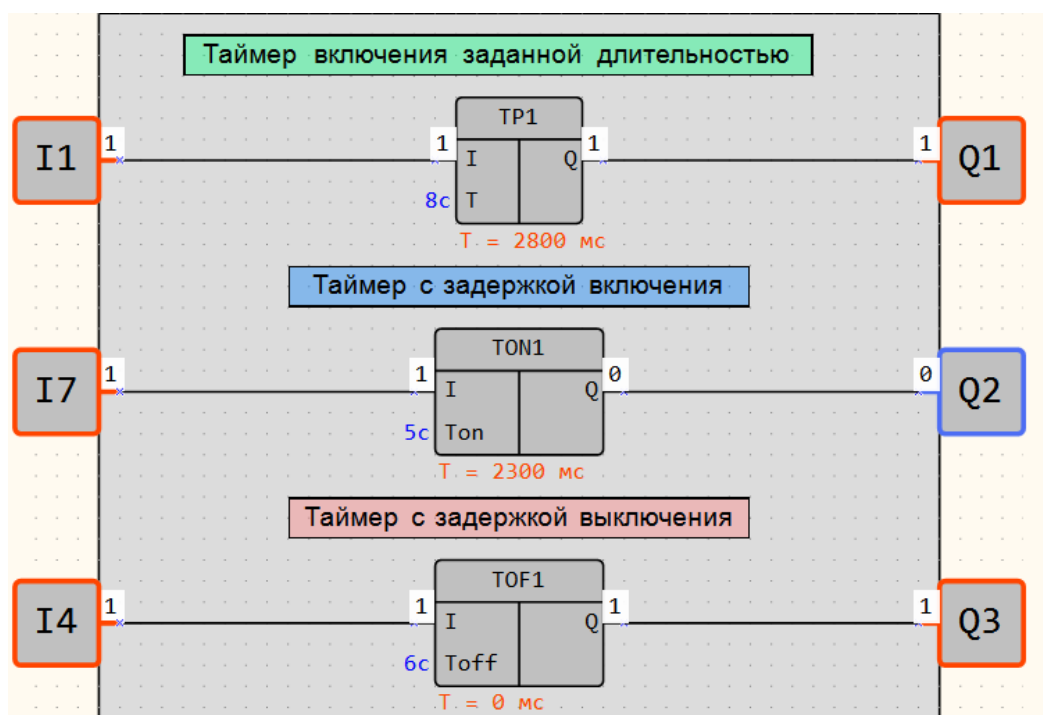 Таймер включения заданной длительностью
TP1
I1 1 1 I Q 1 1 Q1
8с T
T = 2800 мс
Таймер с задержкой включения
TON1
I7 1 1 I Q 0 0 Q2
5с Ton
T = 2300 мс
Таймер с задержкой выключения
TOF1
I4 1 1 I Q 1 1 Q3
6с Toff
T = 0 мс